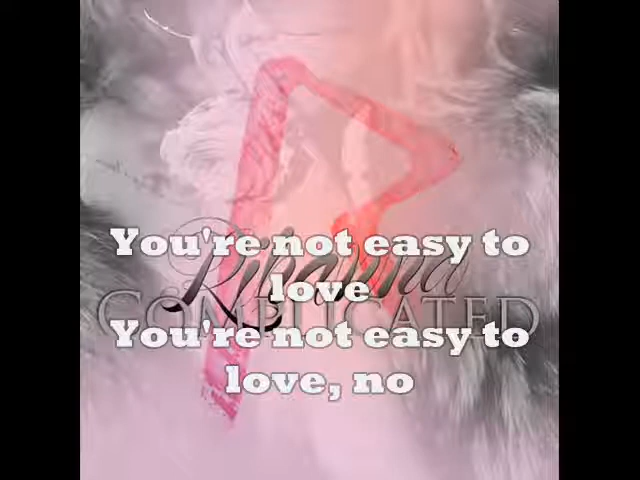 You're not easy to
Rihanna
love
COMPLICATED
You're not easy to
love, no